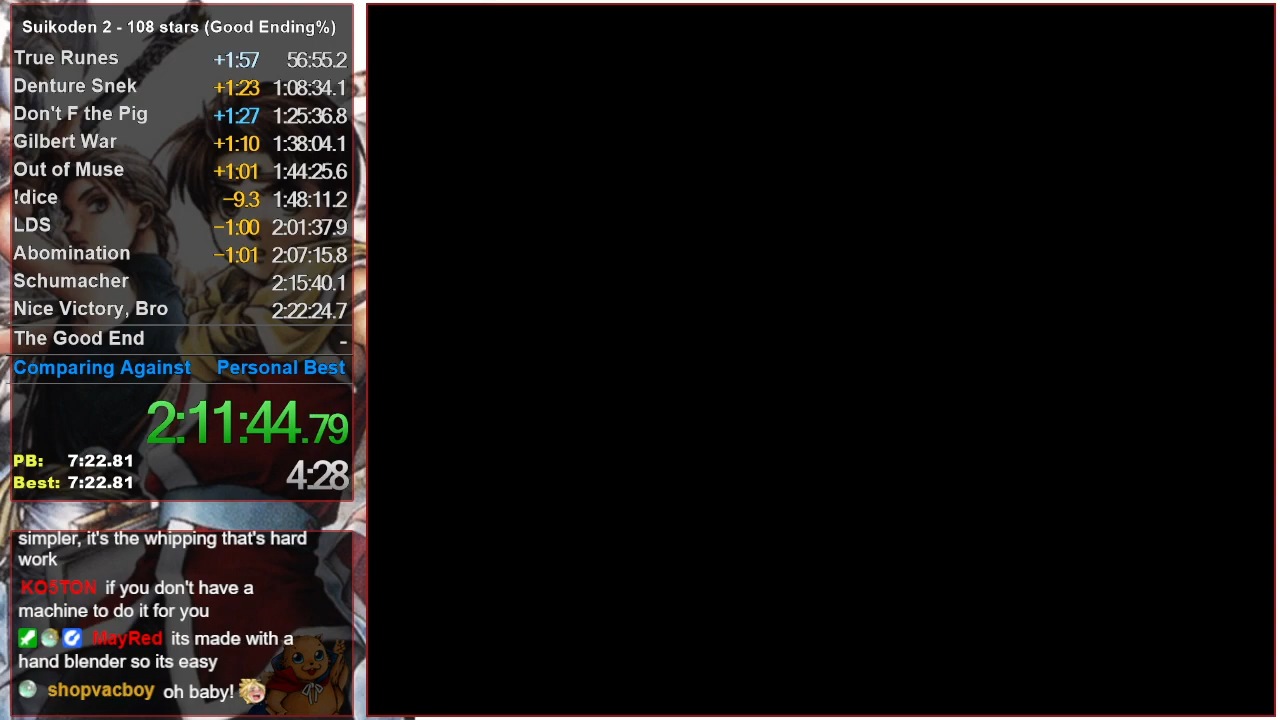 Suikoden 2 - 108 stars (Good Ending%)
True Runes +1:57 56:55.2
Denture Snek +1:23 1:08:34.1
Don't F the Pig +1:27 1:25:36.8
Gilbert War +1:10 1:38:04.1
Out of Muse +1:01 1:44:25.6
!dice −9.3 1:48:11.2
LDS −1:00 2:01:37.9
Abomination −1:01 2:07:15.8
Schumacher 2:15:40.1
Nice Victory, Bro 2:22:24.7
The Good End -
Comparing Against Personal Best
2:11:44.79
PB: 7:22.81
4:28
Best: 7:22.81
simpler, it's the whipping that's hard
work
KO5TON if you don't have a
machine to do it for you
MayRed its made with a
hand blender so its easy
shopvacboy oh baby!